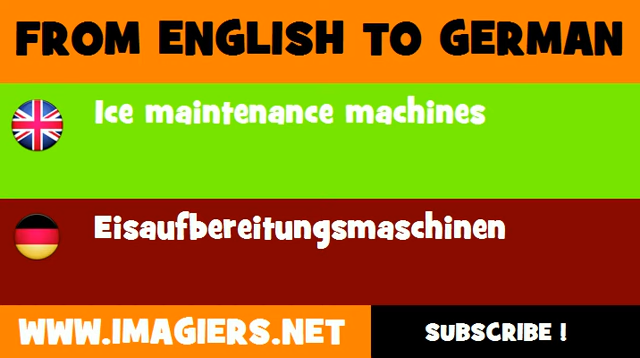 FROM ENGLISH TO GERMAN
Ice maintenance machines
Eisaufbereitungsmaschinen
WWW.IMAGIERS.NET
SUBSCRIBE !